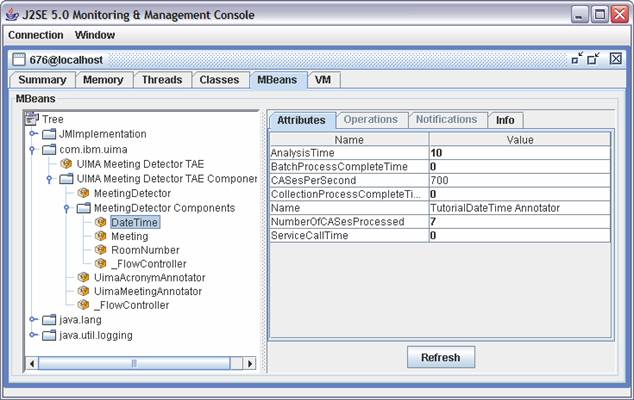 J2SE 5.0 Monitoring & Management Console
Connection Window
676@localhost
Summary Memory Threads Classes MBeans VM
MBeans
Tree
JMImplementation
com.ibm.uima
UIMA Meeting Detector TAE
UIMA Meeting Detector TAE Componer
MeetingDetector
MeetingDetector Components
DateTime
Meeting
RoomNumber
_FlowController
UimaAcronymAnnotator
UimaMeetingAnnotator
_FlowController
java.lang
java.util.logging
Attributes Operations Notifications Info
Name Value
AnalysisTime 10
BatchProcessCompleteTime 0
CASesPerSecond 700
CollectionProcessCompleteTi... 0
Name TutorialDateTime Annotator
NumberOfCASesProcessed 7
ServiceCallTime 0
Refresh